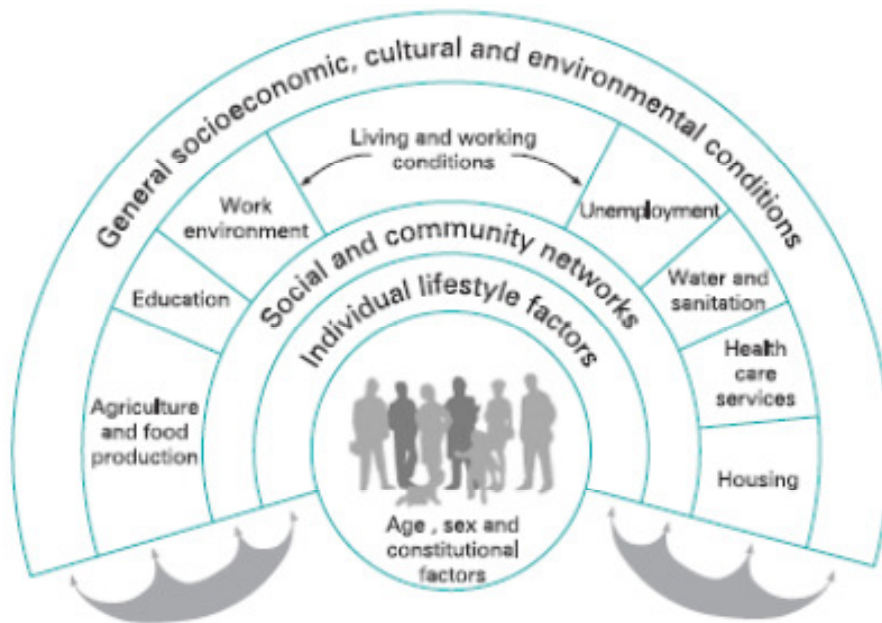 General socioeconomic, cultural and environmental conditions
Living and working
conditions
Work
environment
Unemployment
Education
Water and
sanitation
Agriculture
and food
production
Health
care
services
Housing
Social and community networks
Individual lifestyle factors
Age , sex and
constitutional
factors